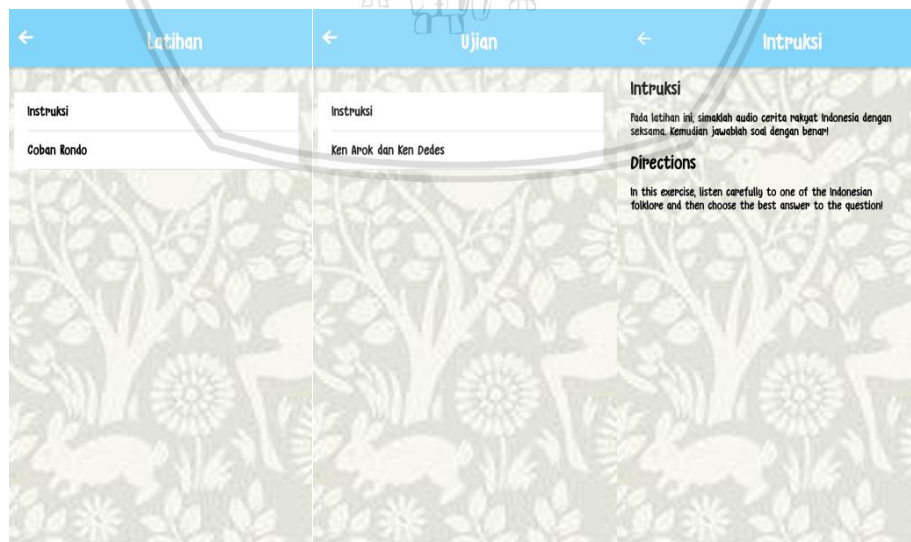 Latihan
Instruksi
Coban Rondo
Ujian
Instruksi
Ken Arok dan Ken Dedes
Intruksi
Intruksi
Pada latihan ini, simaklah audio cerita rakyat Indonesia dengan
seksama. Kemudian jawablah soal dengan benar!
Directions
In this exercise, listen carefully to one of the Indonesian
folklore and then choose the best answer to the question!